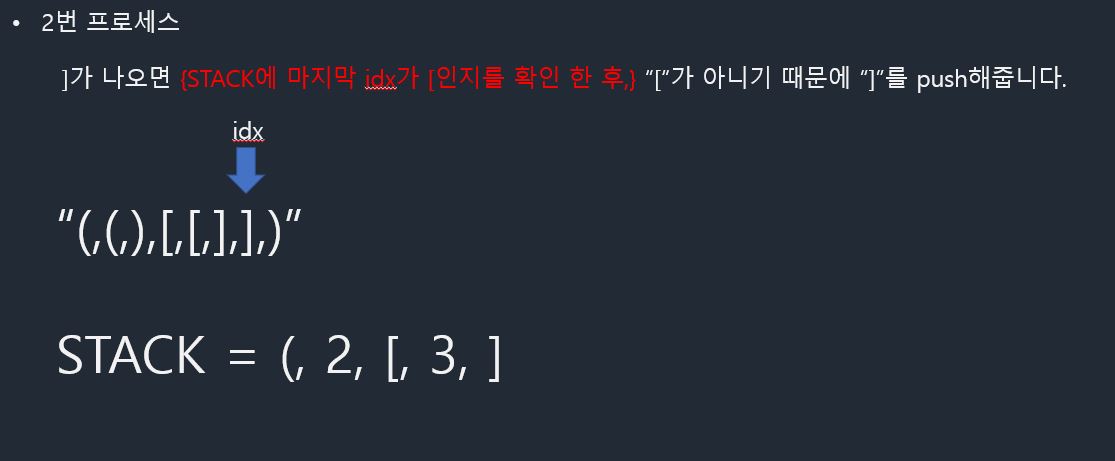 • 2번 프로세스
]가 나오면 {STACK에 마지막 idx가 [인지를 확인 한 후,} “[“가 아니기 때문에 ”]”를 push해줍니다.
idx
“(,(,),[,[,],],)”
STACK = (, 2, [, 3, ]